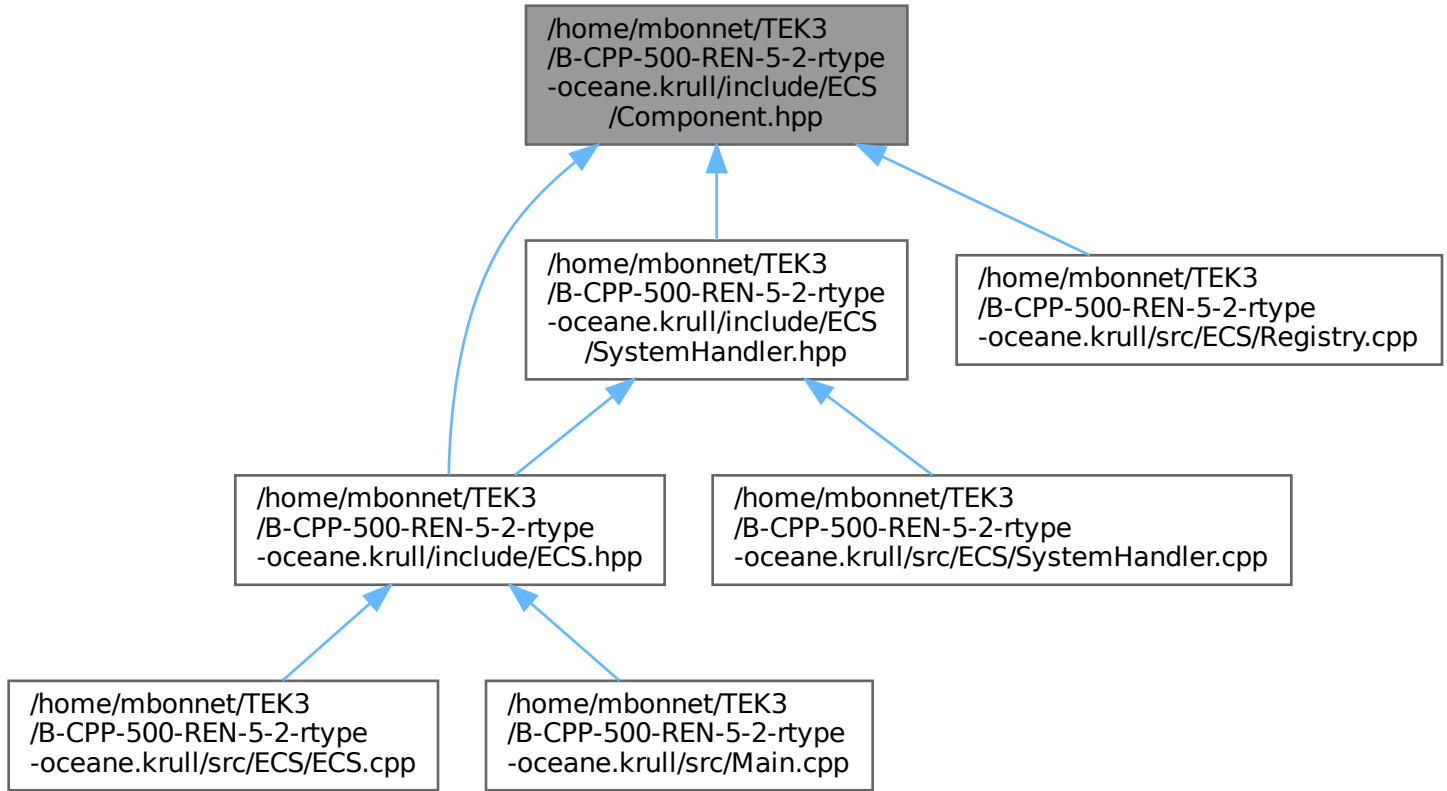 /home/mbonnet/TEK3
/B-CPP-500-REN-5-2-rtype
-oceane.krull/include/ECS
/Component.hpp
/home/mbonnet/TEK3
/B-CPP-500-REN-5-2-rtype
-oceane.krull/include/ECS
/SystemHandler.hpp
/home/mbonnet/TEK3
/B-CPP-500-REN-5-2-rtype
-oceane.krull/src/ECS/Registry.cpp
/home/mbonnet/TEK3
/B-CPP-500-REN-5-2-rtype
-oceane.krull/include/ECS.hpp
/home/mbonnet/TEK3
/B-CPP-500-REN-5-2-rtype
-oceane.krull/src/ECS/SystemHandler.cpp
/home/mbonnet/TEK3
/B-CPP-500-REN-5-2-rtype
-oceane.krull/src/ECS/ECS.cpp
/home/mbonnet/TEK3
/B-CPP-500-REN-5-2-rtype
-oceane.krull/src/Main.cpp